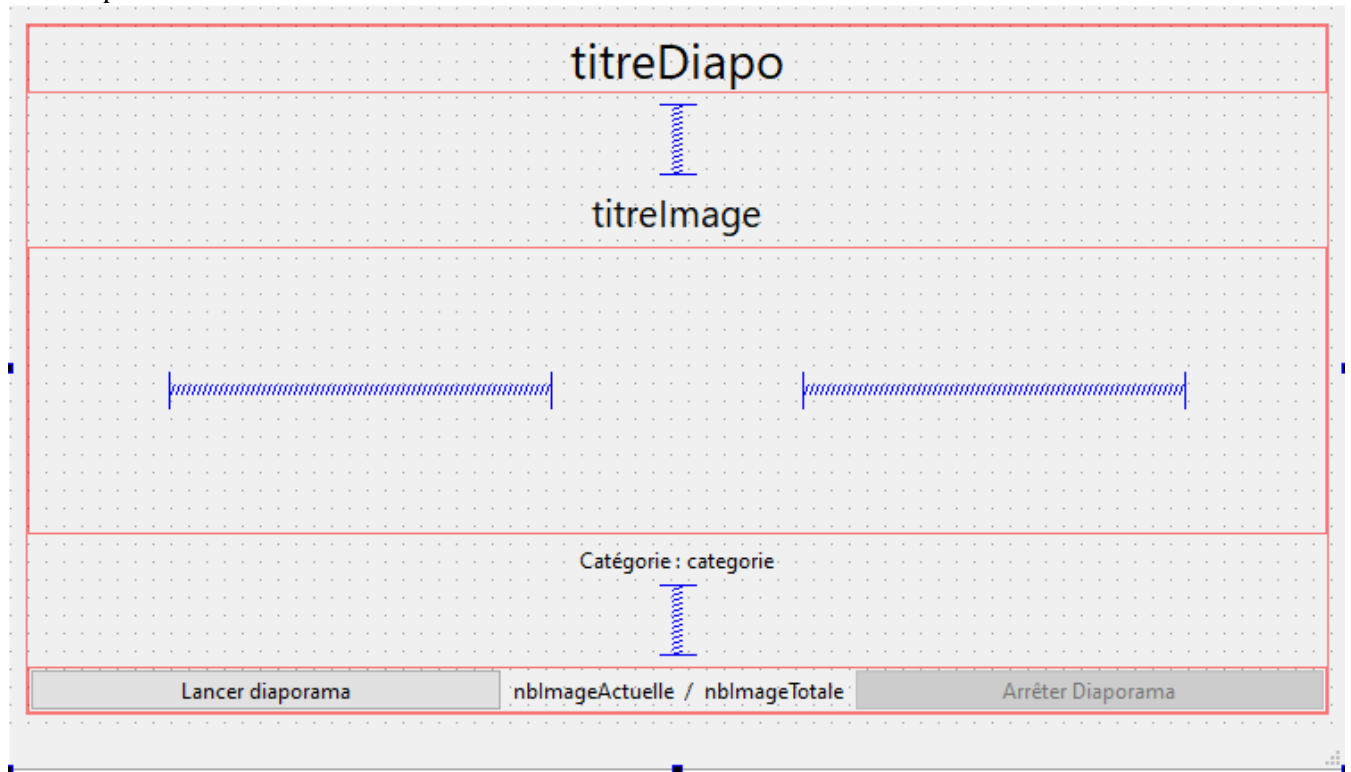 titreDiapo
titreImage
Catégorie : categorie
Lancer diaporama nbImageActuelle / nbImageTotale Arrêter Diaporama